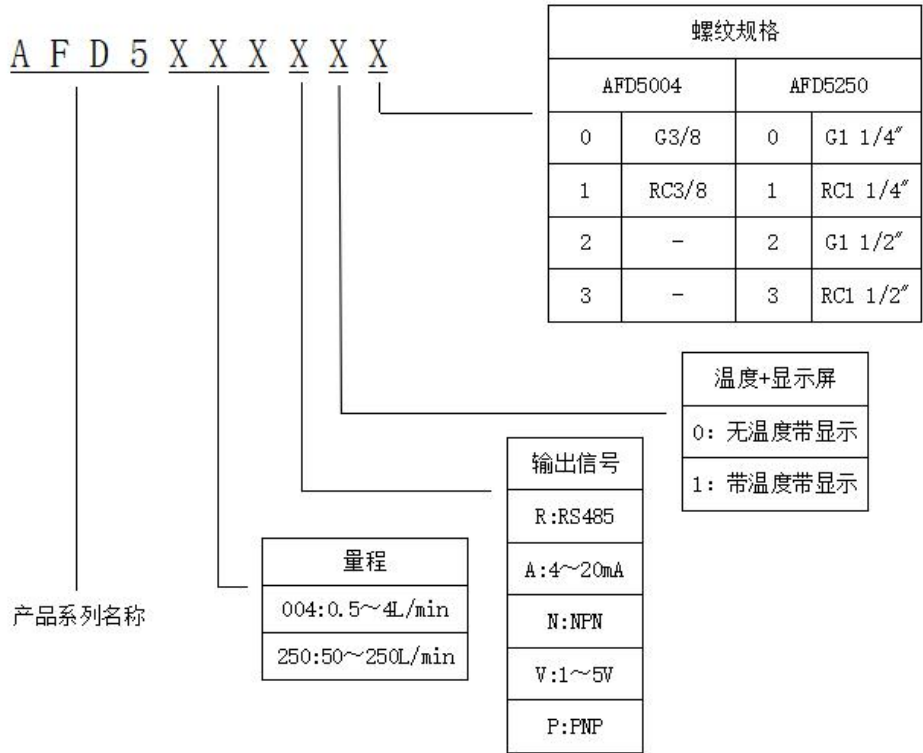 AFD5 XXX X X X
螺纹规格
AFD5004 AFD5250
0 G3/8 0 G1 1/4″
1 RC3/8 1 RC1 1/4″
2 - 2 G1 1/2″
3 - 3 RC1 1/2″
温度+显示屏
0: 无温度带显示
1: 带温度带显示
输出信号
R:RS485
A:4～20mA
N:NPN
V:1～5V
P:PNP
量程
004:0.5～4L/min
250:50～250L/min
产品系列名称